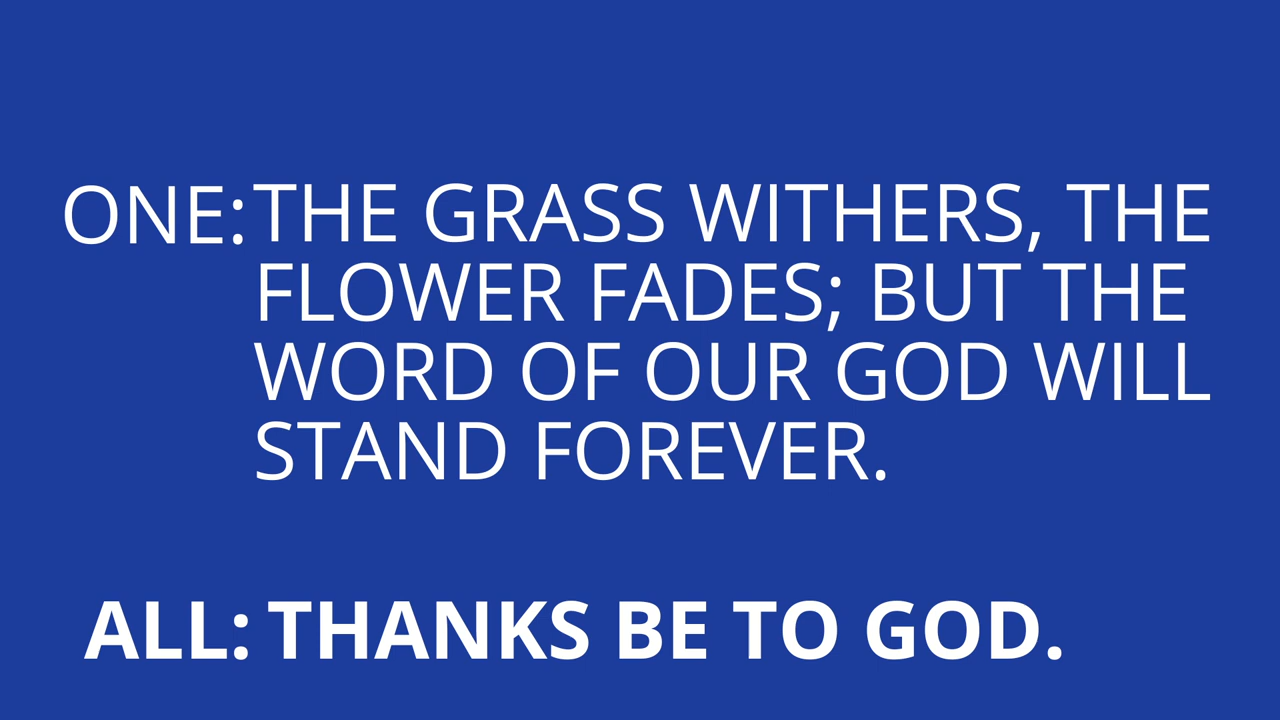 ONE: THE GRASS WITHERS, THE
FLOWER FADES; BUT THE
WORD OF OUR GOD WILL
STAND FOREVER.
ALL: THANKS BE TO GOD.